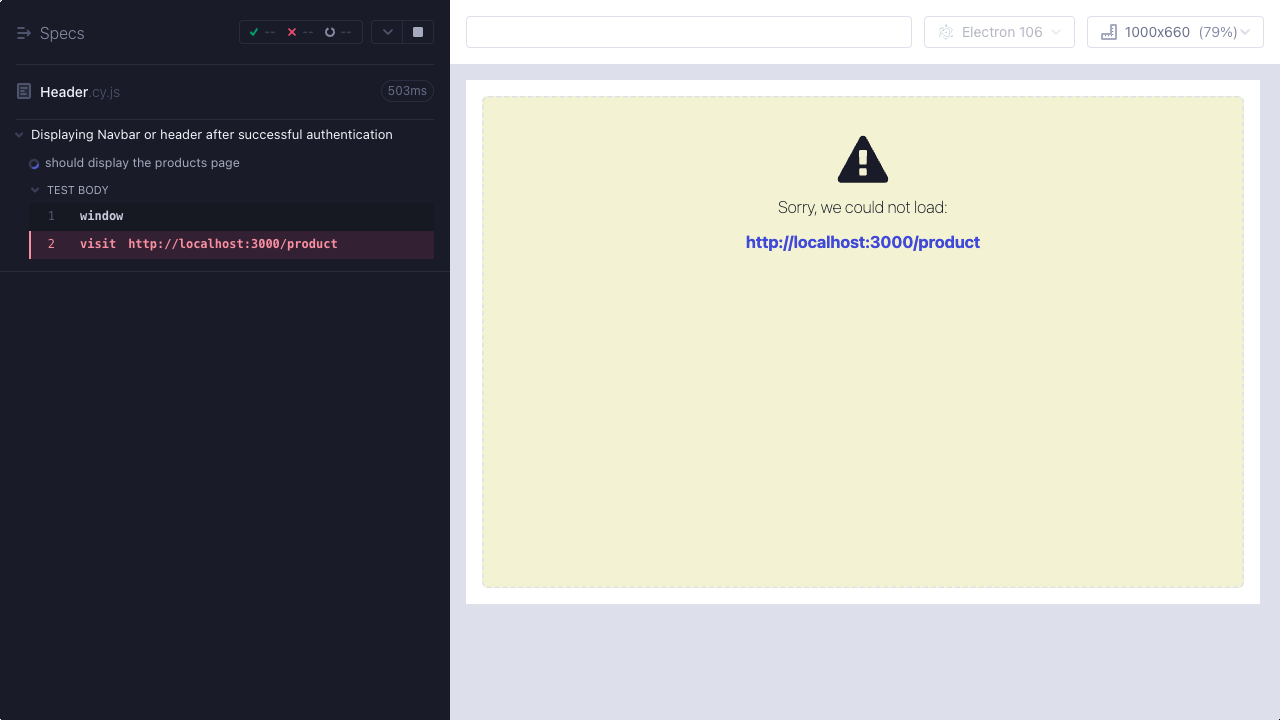 Specs
-- -- --
Header.cy.js
503ms
Displaying Navbar or header after successful authentication
should display the products page
TEST BODY
1 window
2 visit http://localhost:3000/product
Electron 106
1000x660 (79%)
Sorry, we could not load:
http://localhost:3000/product